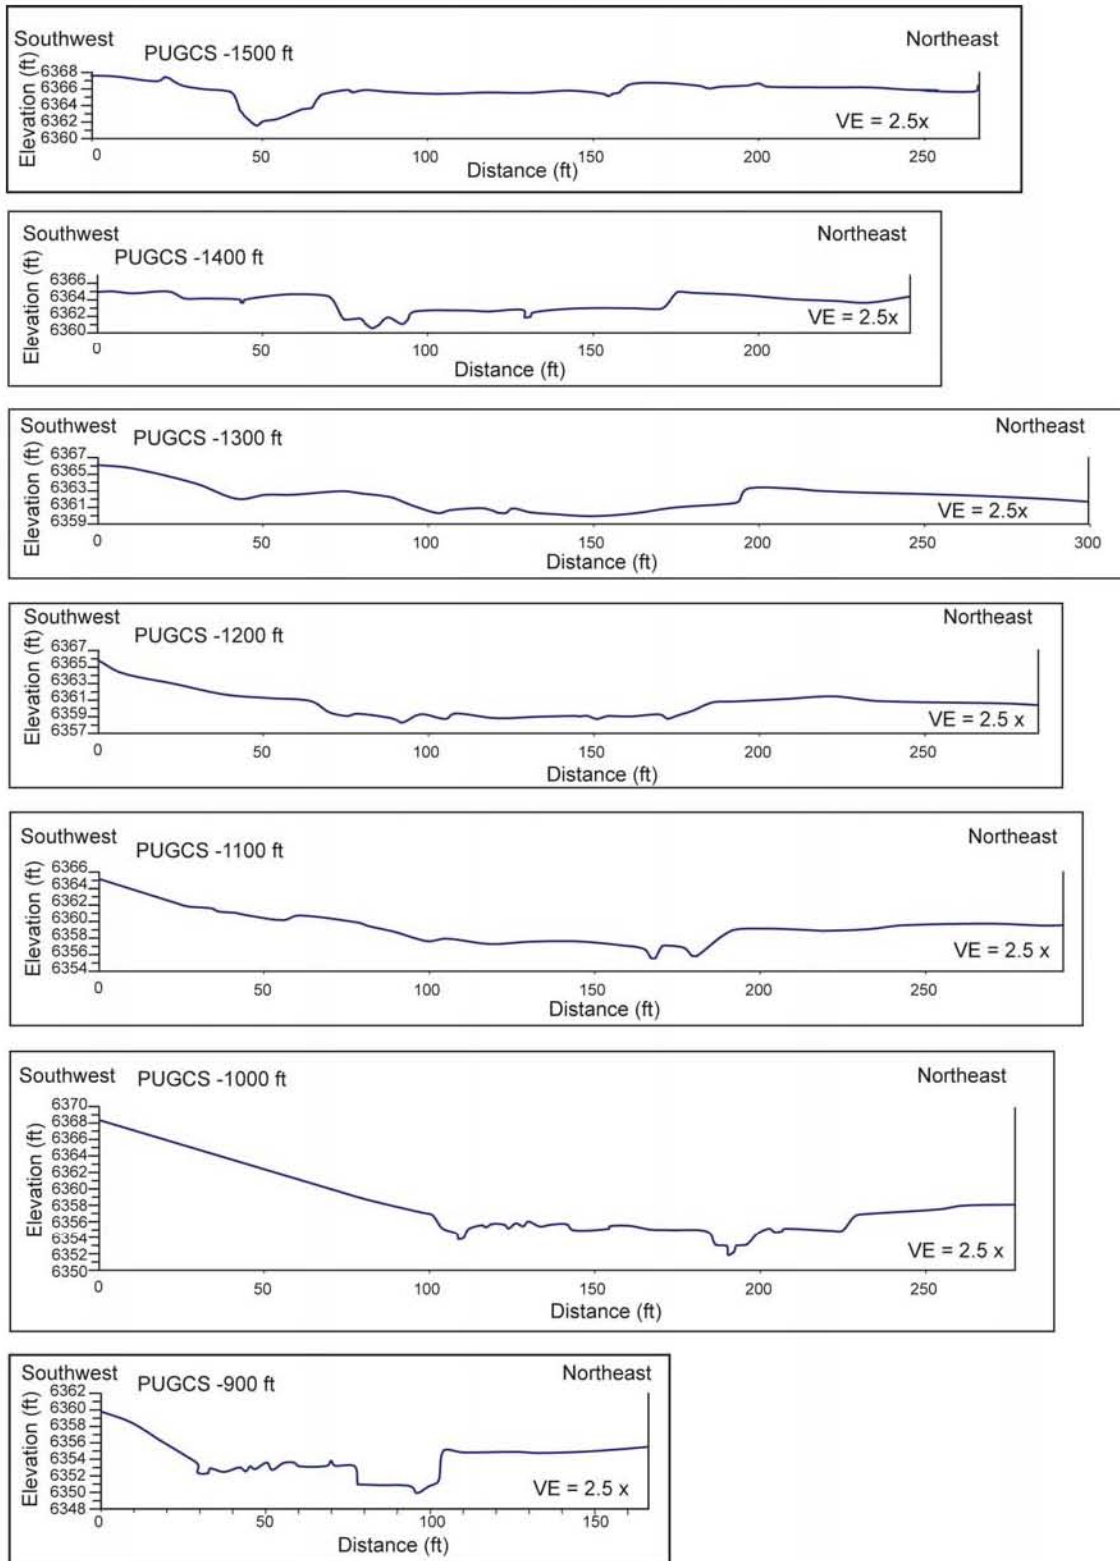 Southwest Northeast
PUGCS -1500 ft
Elevation (ft)
6368
6366
6364
6362
6360
VE = 2.5x
0 50 100 150 200 250
Distance (ft)
Southwest Northeast
PUGCS -1400 ft
Elevation (ft)
6366
6364
6362
6360
VE = 2.5x
0 50 100 150 200
Distance (ft)
Southwest Northeast
PUGCS -1300 ft
Elevation (ft)
6367
6365
6363
6361
6359
VE = 2.5x
0 50 100 150 200 250 300
Distance (ft)
Southwest Northeast
PUGCS -1200 ft
Elevation (ft)
6367
6365
6363
6361
6359
6357
VE = 2.5 x
0 50 100 150 200 250
Distance (ft)
Southwest Northeast
PUGCS -1100 ft
Elevation (ft)
6366
6364
6362
6360
6358
6356
6354
VE = 2.5 x
0 50 100 150 200 250
Distance (ft)
Southwest Northeast
PUGCS -1000 ft
Elevation (ft)
6370
6368
6366
6364
6362
6360
6358
6356
6354
6352
6350
VE = 2.5 x
0 50 100 150 200 250
Distance (ft)
Southwest Northeast
PUGCS -900 ft
Elevation (ft)
6362
6360
6358
6356
6354
6352
6350
6348
VE = 2.5 x
0 50 100 150
Distance (ft)